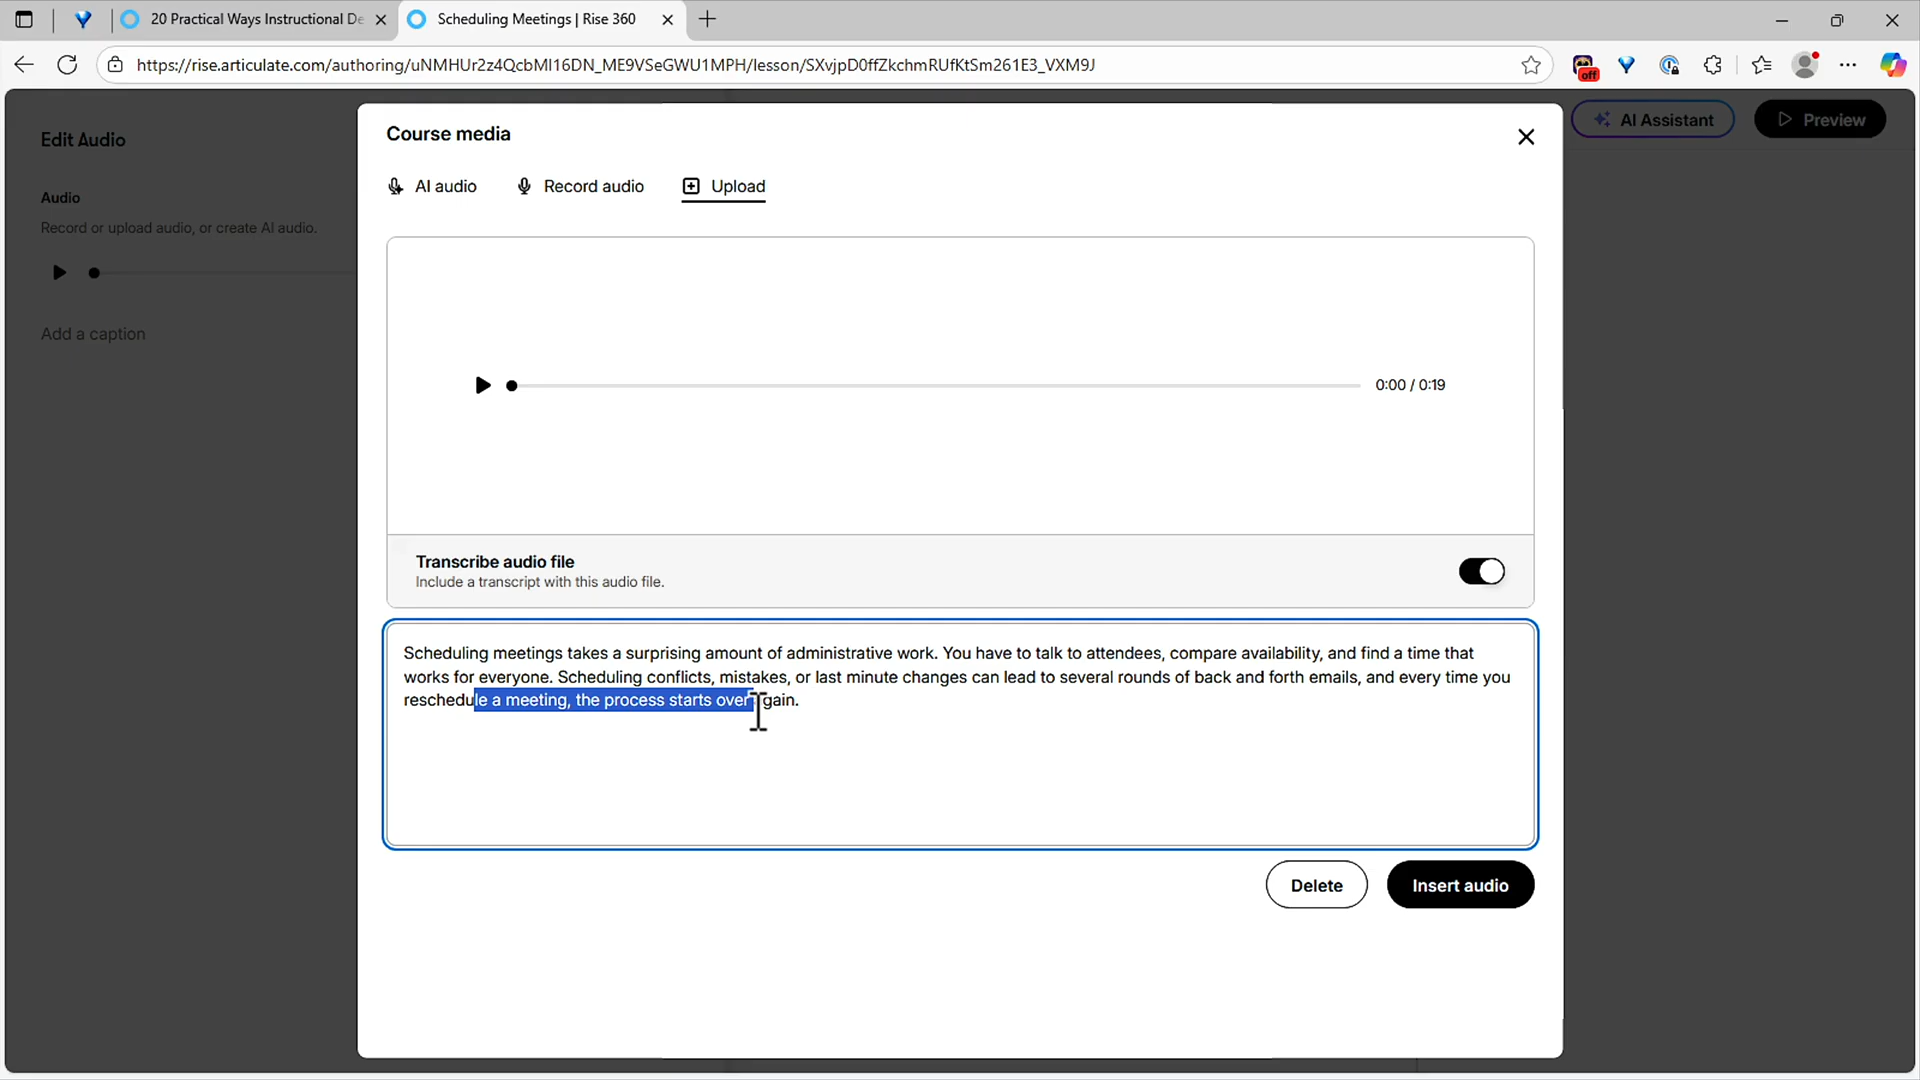 20 Practical Ways Instructional De
Scheduling Meetings | Rise 360
https://rise.articulate.com/authoring/uNMHUr2z4QcbMI16DN_ME9VSeGWU1MPH/lesson/SXvjpD0ffZkchmRUfKtSm261E3_VXM9J
off
Edit Audio
Audio
Record or upload audio, or create AI audio.
Add a caption
Course media
AI audio
Record audio
Upload
0:00 / 0:19
Transcribe audio file
Include a transcript with this audio file.
Scheduling meetings takes a surprising amount of administrative work. You have to talk to attendees, compare availability, and find a time that
works for everyone. Scheduling conflicts, mistakes, or last minute changes can lead to several rounds of back and forth emails, and every time you
reschedule a meeting, the process starts over again.
Delete
Insert audio
AI Assistant
Preview